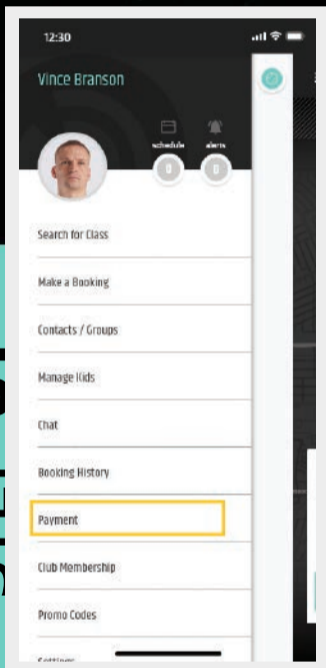 12:30
Vince Branson
schedule alerts
0 0
Search for Class
Make a Booking
Contacts / Groups
Manage Kids
Chat
Booking History
Payment
Club Membership
Promo Codes
Settings